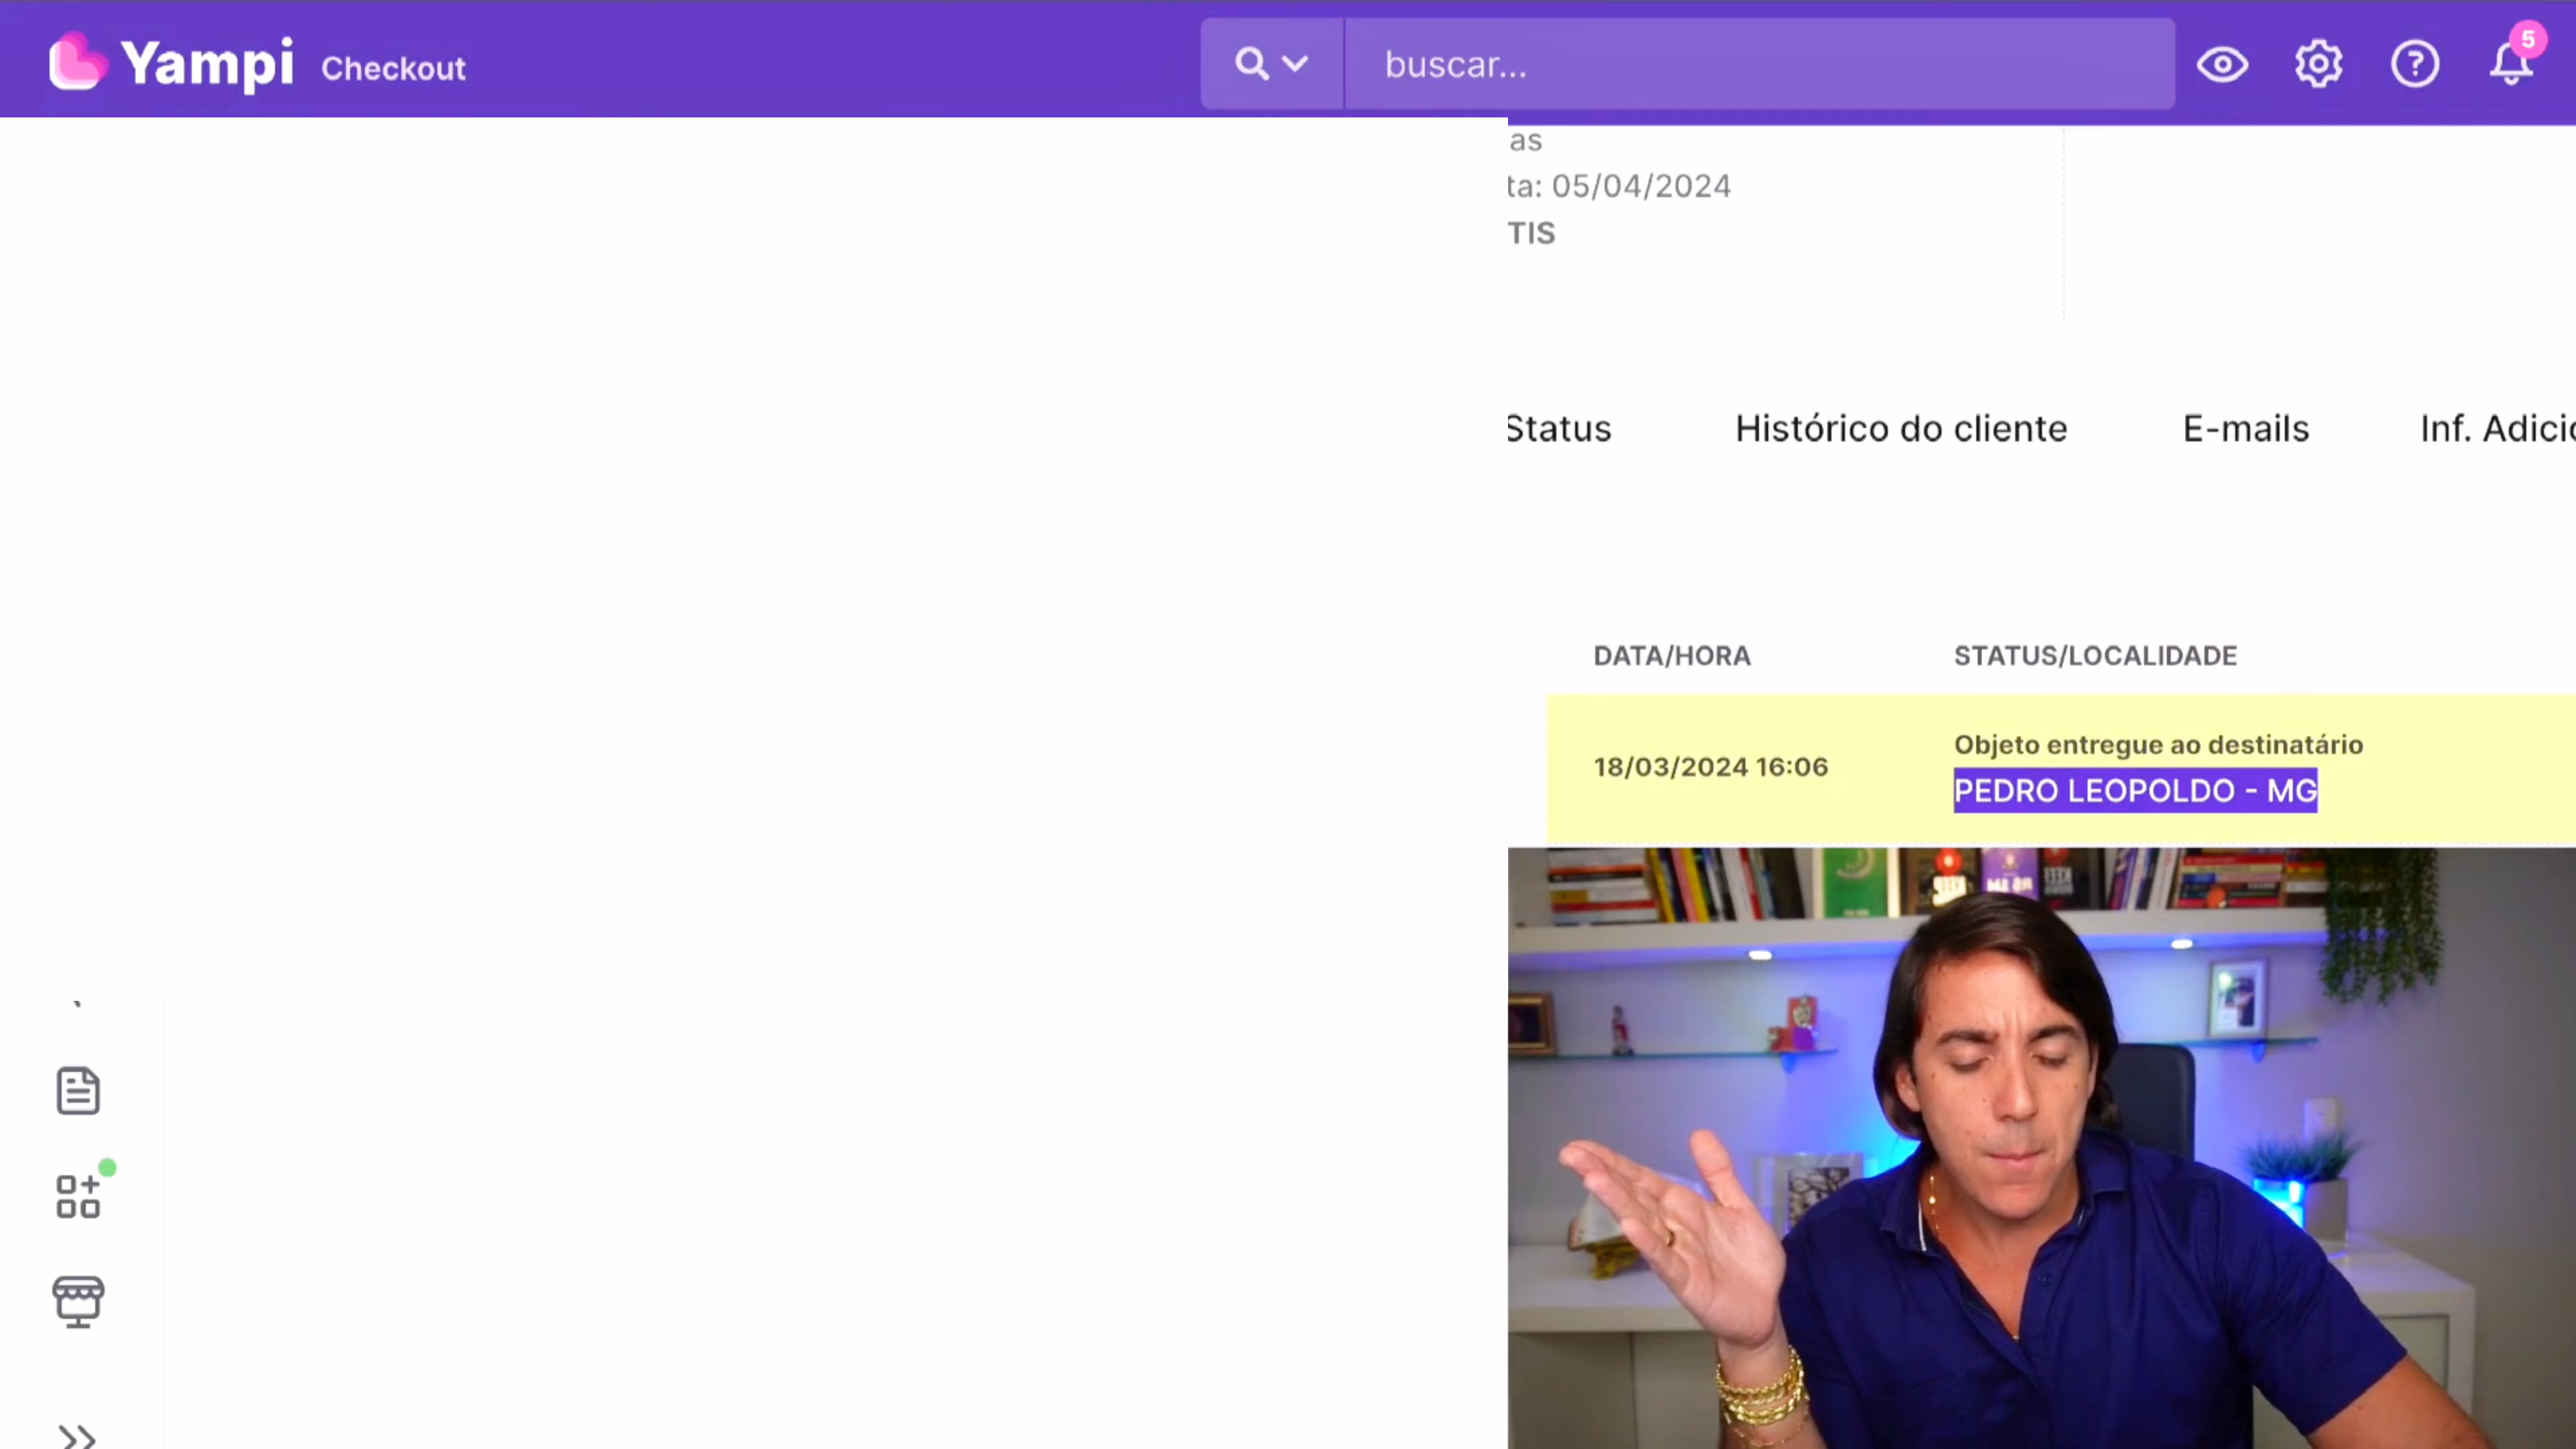 Yampi Checkout
buscar...
5
as
ta: 05/04/2024
TIS
Status Histórico do cliente E-mails Inf. Adicio
DATA/HORA STATUS/LOCALIDADE
18/03/2024 16:06
Objeto entregue ao destinatário
PEDRO LEOPOLDO - MG